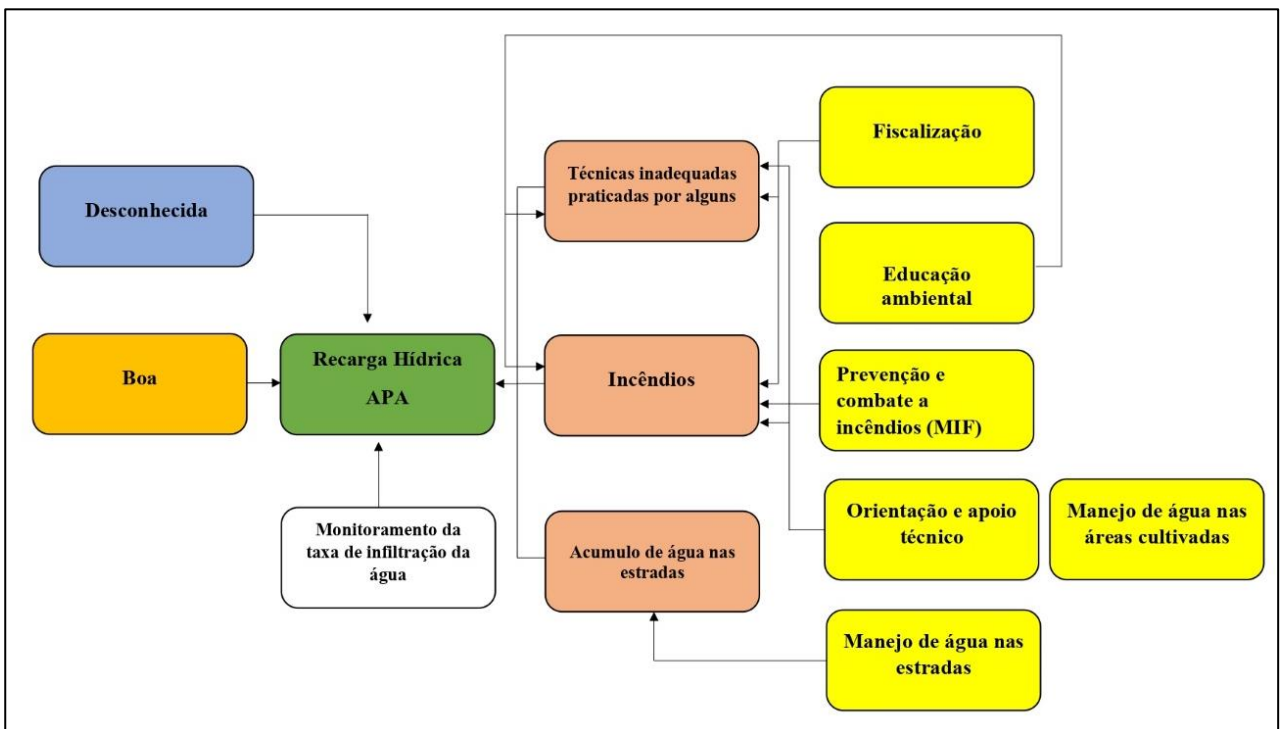 Desconhecida
Boa
Recarga Hídrica
APA
Monitoramento da
taxa de infiltração da
água
Técnicas inadequadas
praticadas por alguns
Incêndios
Acumulo de água nas
estradas
Fiscalização
Educação
ambiental
Prevenção e
combate a
incêndios (MIF)
Orientação e apoio
técnico
Manejo de água nas
áreas cultivadas
Manejo de água nas
estradas